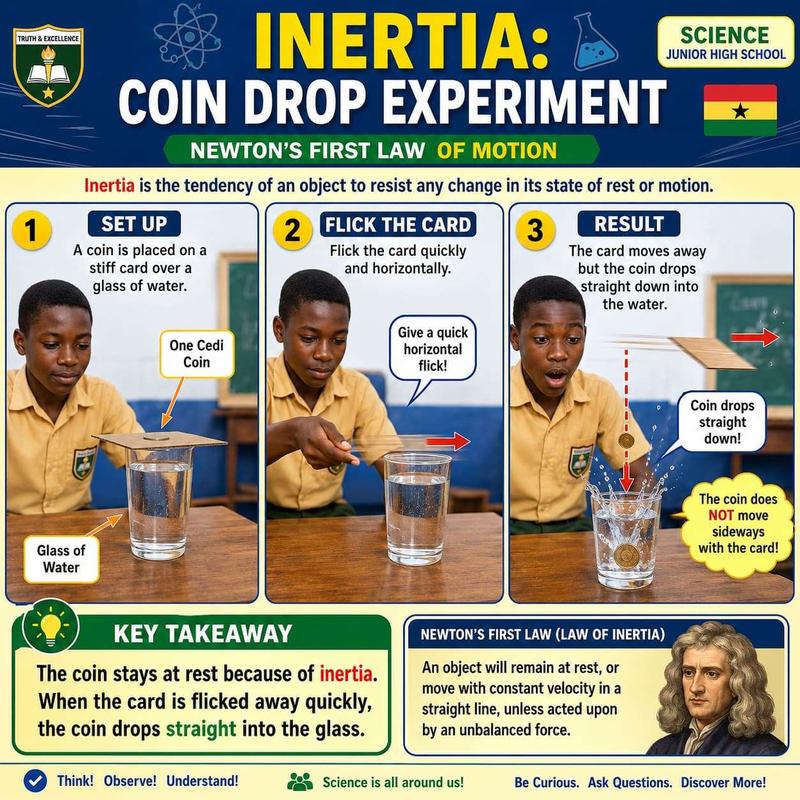 TRUTH & EXCELLENCE
INERTIA:
COIN DROP EXPERIMENT
NEWTON'S FIRST LAW OF MOTION
SCIENCE
JUNIOR HIGH SCHOOL
Inertia is the tendency of an object to resist any change in its state of rest or motion.
1
SET UP
A coin is placed on a
stiff card over a
glass of water.
One Cedi
Coin
Glass of
Water
2
FLICK THE CARD
Flick the card quickly
and horizontally.
Give a quick
horizontal
flick!
3
RESULT
The card moves away
but the coin drops
straight down into
the water.
Coin drops
straight
down!
The coin does
NOT move
sideways
with the card!
KEY TAKEAWAY
The coin stays at rest because of inertia.
When the card is flicked away quickly,
the coin drops straight into the glass.
NEWTON'S FIRST LAW (LAW OF INERTIA)
An object will remain at rest, or
move with constant velocity in a
straight line, unless acted upon
by an unbalanced force.
Think! Observe! Understand!
Science is all around us!
Be Curious. Ask Questions. Discover More!